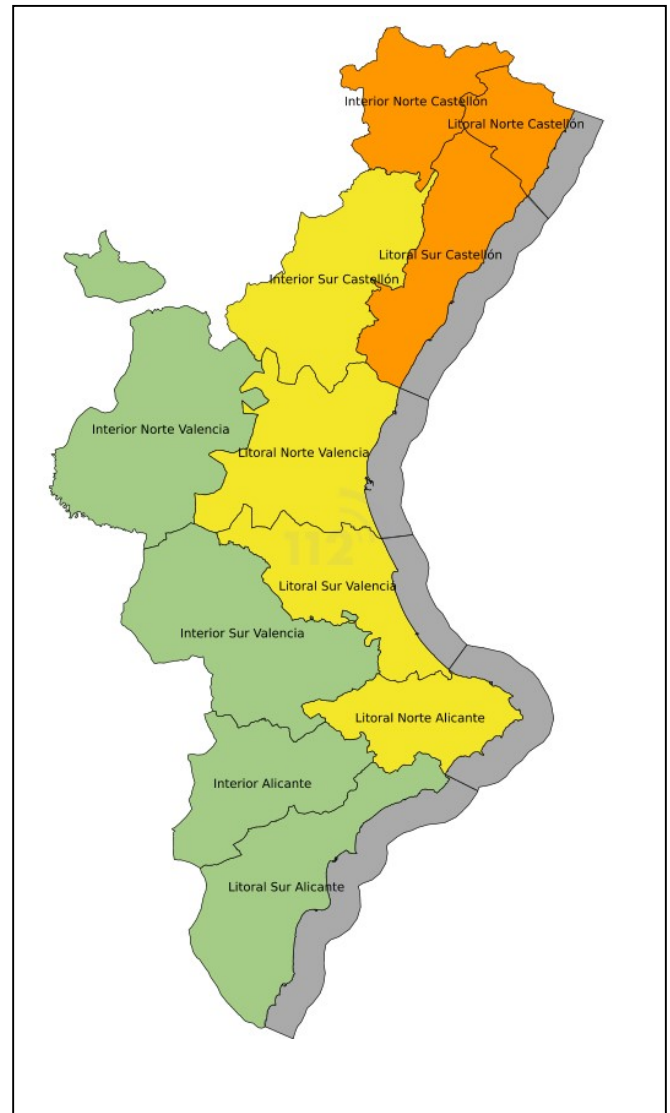 Interior Norte Castellón
Litoral Norte Castellón
Litoral Sur Castellón
Interior Sur Castellón
Interior Norte Valencia
Litoral Norte Valencia
112
Litoral Sur Valencia
Interior Sur Valencia
Litoral Norte Alicante
Interior Alicante
Litoral Sur Alicante